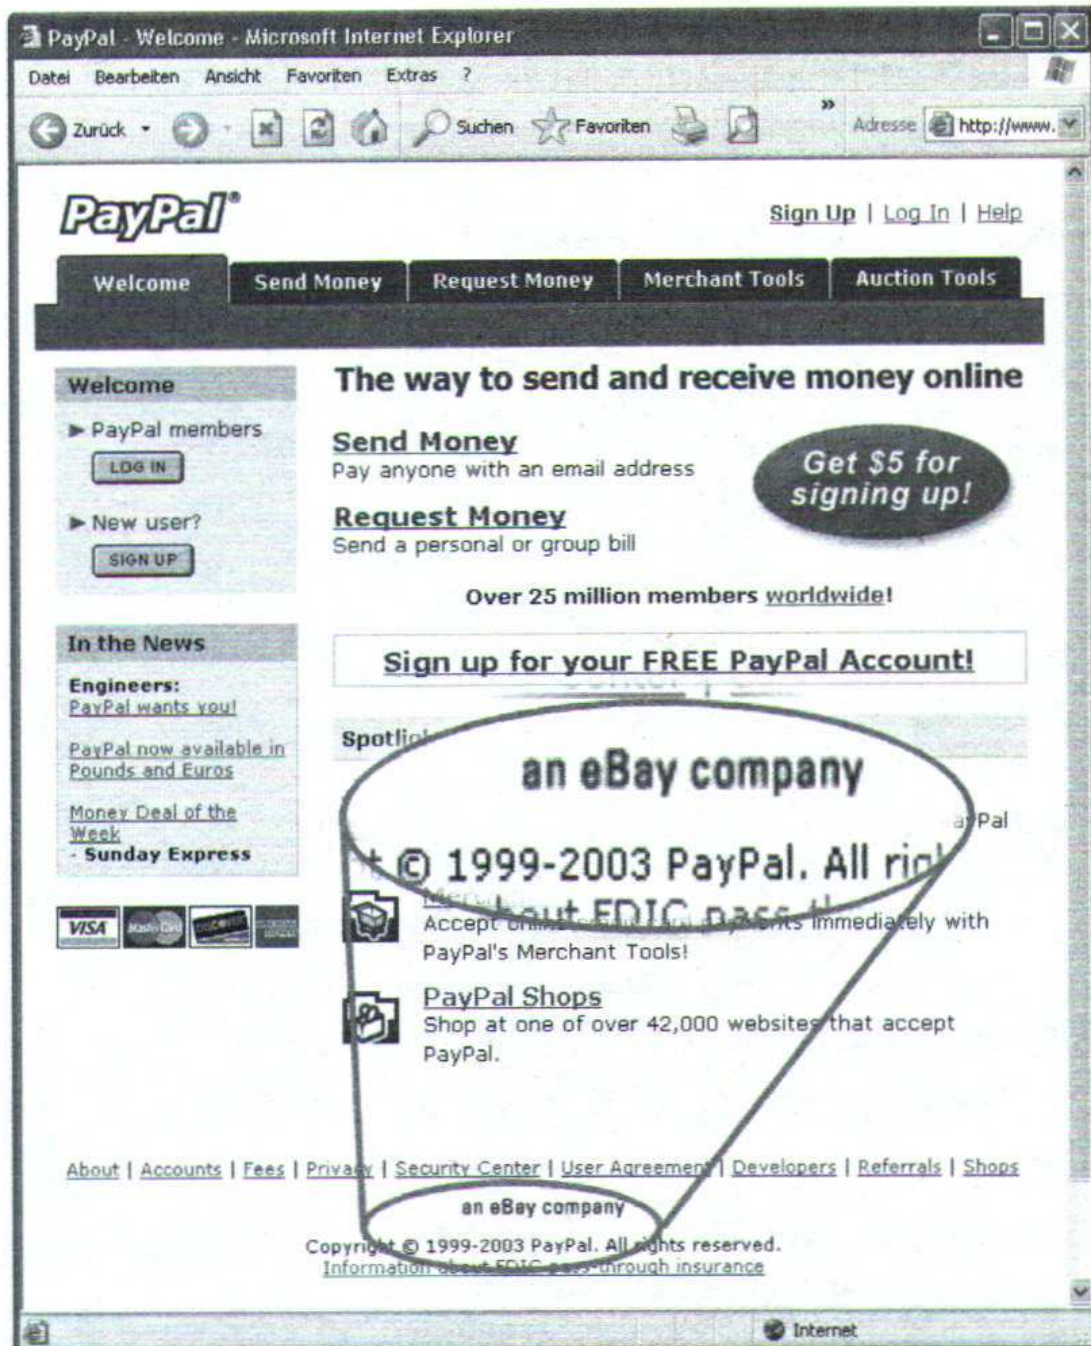 PayPal - Welcome - Microsoft Internet Explorer
Datei Bearbeiten Ansicht Favoriten Extras ?
Zurück Suchen Favoriten » Adresse http://www.
PayPal®
Sign Up | Log In | Help
Welcome Send Money Request Money Merchant Tools Auction Tools
Welcome
► PayPal members
LOG IN
► New user?
SIGN UP
In the News
Engineers:
PayPal wants you!
PayPal now available in
Pounds and Euros
Money Deal of the
Week
- Sunday Express
VISA MasterCard
The way to send and receive money online
Send Money
Pay anyone with an email address
Request Money
Send a personal or group bill
Get $5 for
signing up!
Over 25 million members worldwide!
Sign up for your FREE PayPal Account!
an eBay company
© 1999-2003 PayPal. All
FDIC
Accept immediately with
PayPal's Merchant Tools!
PayPal Shops
Shop at one of over 42,000 websites that accept
PayPal.
About | Accounts | Fees | Privacy | Security Center | User Agreement | Developers | Referrals | Shops
an eBay company
Copyright © 1999-2003 PayPal. All rights reserved.
Information about FDIC pass-through insurance
Internet